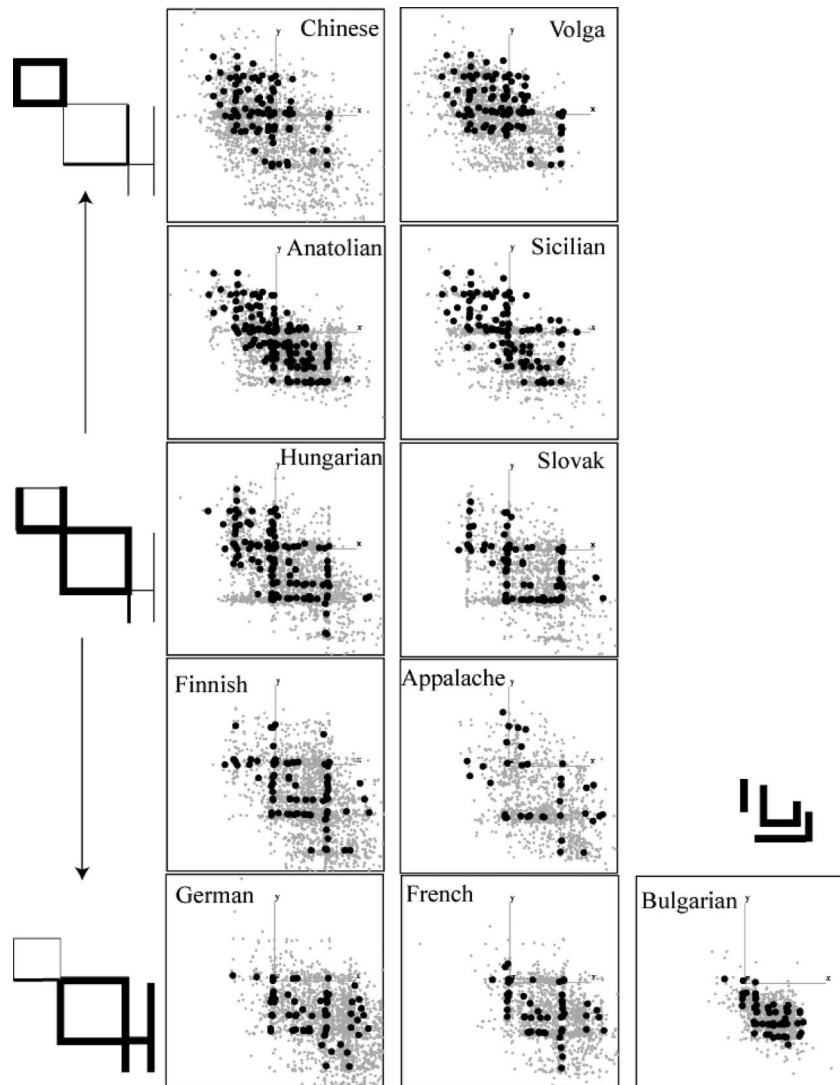 Chinese
y
x
Volga
y
x
Anatolian
y
x
Sicilian
y
x
Hungarian
y
x
Slovak
y
x
Finnish
y
x
Appalache
y
x
German
y
x
French
y
x
x
Bulgarian
y
x